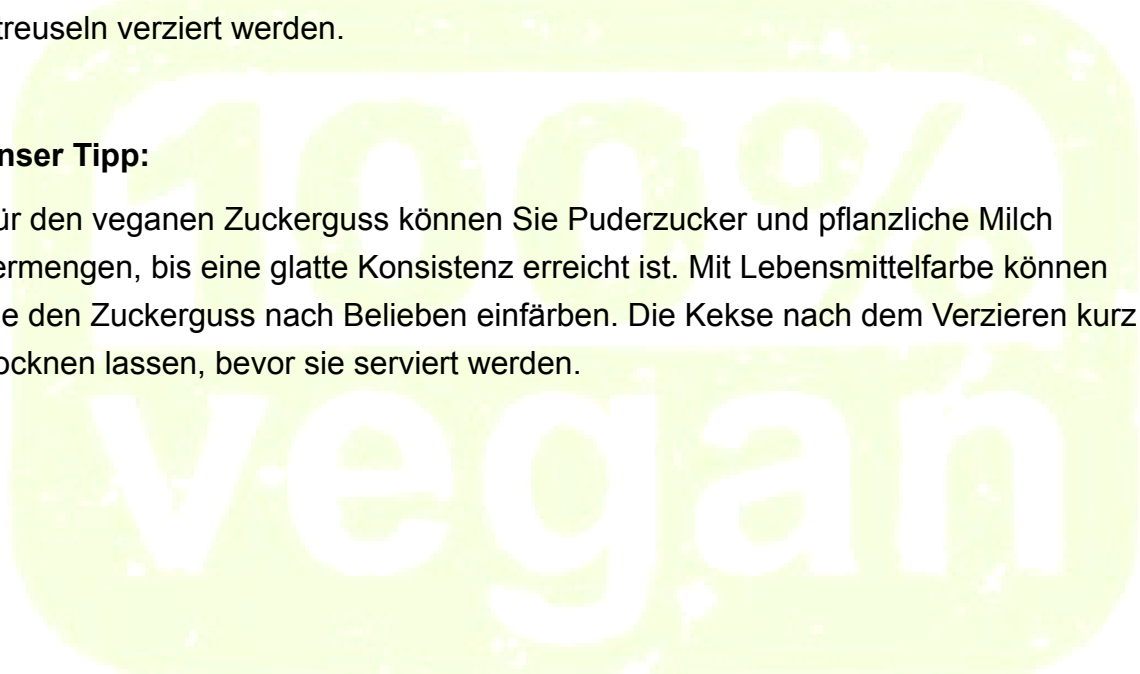 treuseln verziert werden.
nser Tipp:
ür den veganen Zuckerguss können Sie Puderzucker und pflanzliche Milch
ermengen, bis eine glatte Konsistenz erreicht ist. Mit Lebensmittelfarbe können
e den Zuckerguss nach Belieben einfärben. Die Kekse nach dem Verzieren kurz
ocknen lassen, bevor sie serviert werden.
100%
vegan